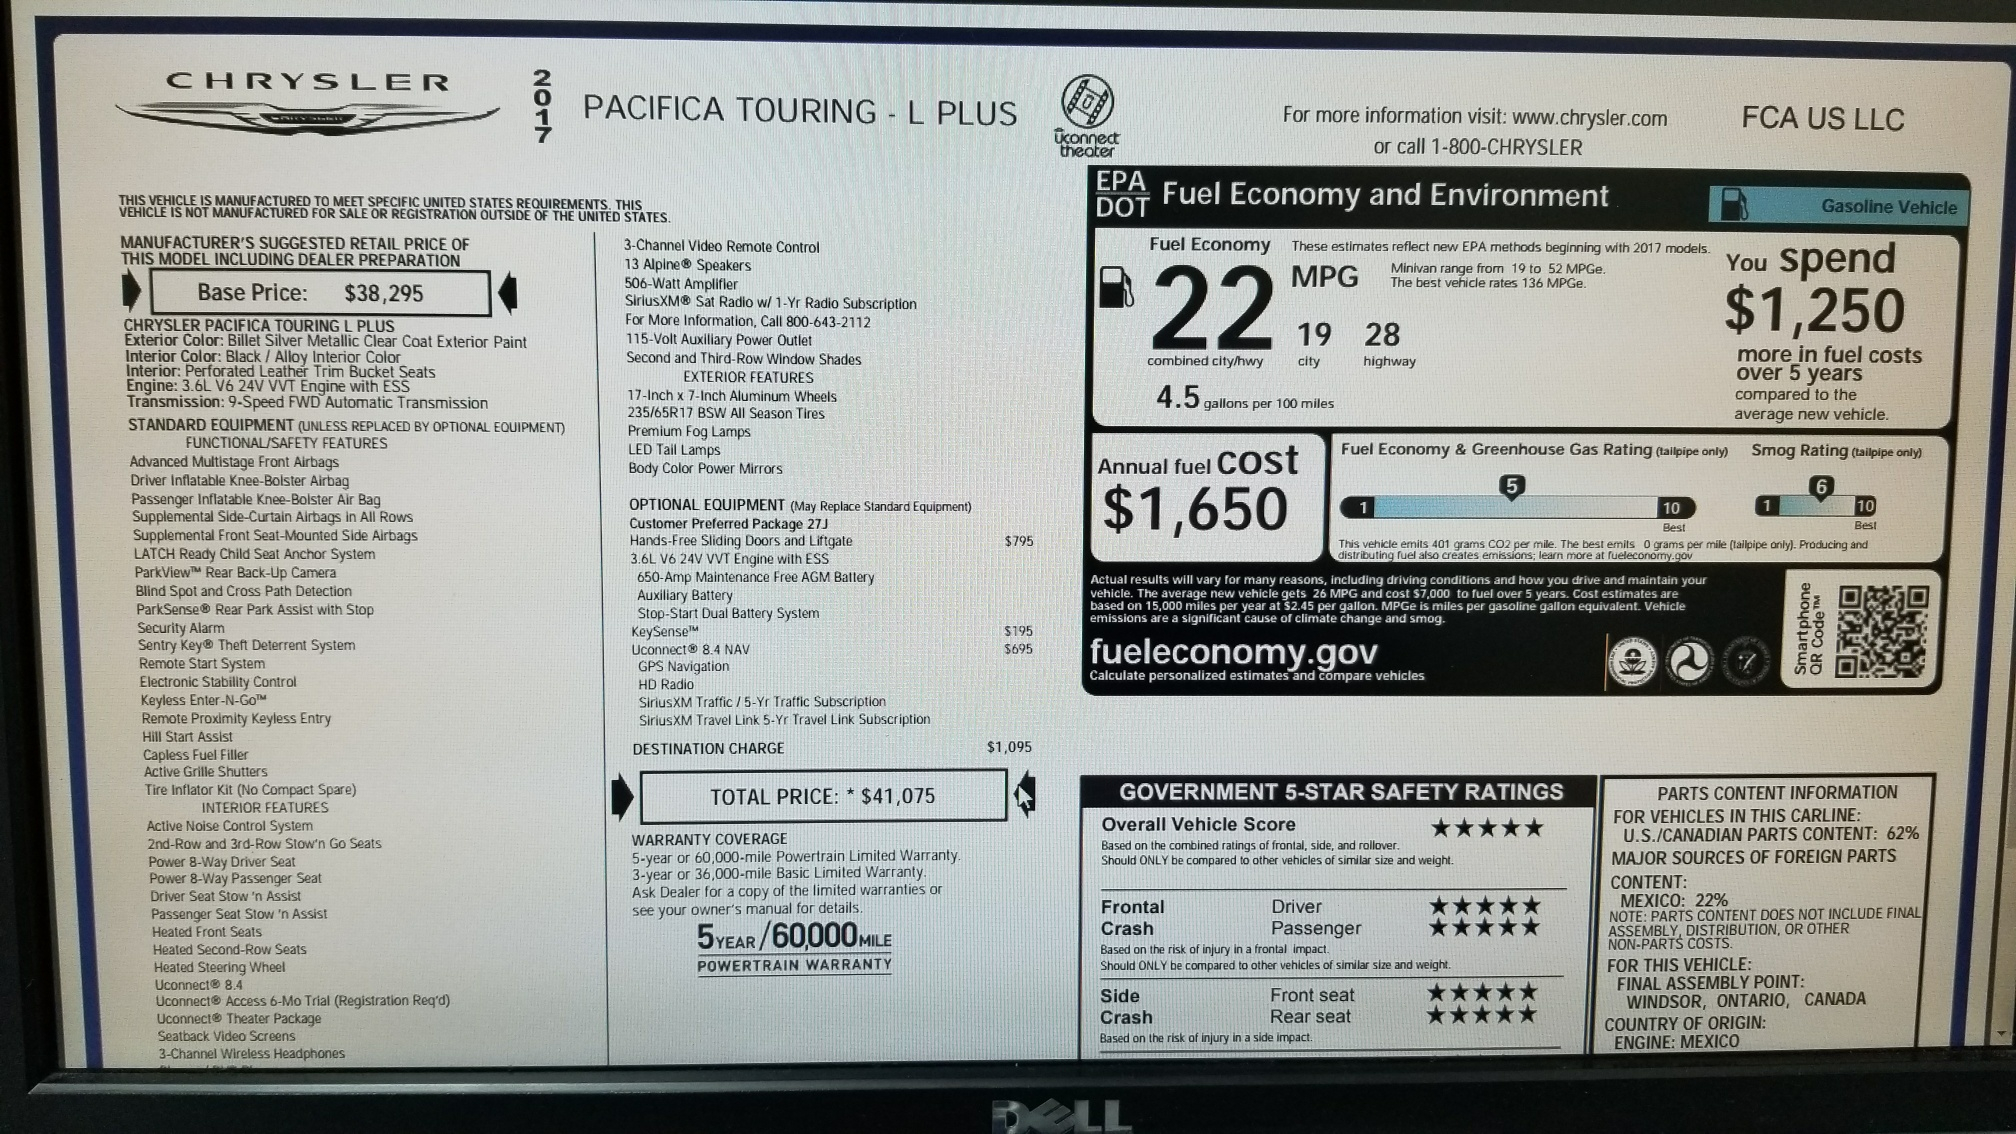 CHRYSLER
CHRYSLER
2017
PACIFICA TOURING - L PLUS
uconnect
theater
For more information visit: www.chrysler.com
or call 1-800-CHRYSLER
FCA US LLC
THIS VEHICLE IS MANUFACTURED TO MEET SPECIFIC UNITED STATES REQUIREMENTS. THIS
VEHICLE IS NOT MANUFACTURED FOR SALE OR REGISTRATION OUTSIDE OF THE UNITED STATES.
MANUFACTURER'S SUGGESTED RETAIL PRICE OF
THIS MODEL INCLUDING DEALER PREPARATION
Base Price: $38,295
CHRYSLER PACIFICA TOURING L PLUS
Exterior Color: Billet Silver Metallic Clear Coat Exterior Paint
Interior Color: Black / Alloy Interior Color
Interior: Perforated Leather Trim Bucket Seats
Engine: 3.6L V6 24V VVT Engine with ESS
Transmission: 9-Speed FWD Automatic Transmission
STANDARD EQUIPMENT (UNLESS REPLACED BY OPTIONAL EQUIPMENT)
FUNCTIONAL/SAFETY FEATURES
Advanced Multistage Front Airbags
Driver Inflatable Knee-Bolster Airbag
Passenger Inflatable Knee-Bolster Air Bag
Supplemental Side-Curtain Airbags in All Rows
Supplemental Front Seat-Mounted Side Airbags
LATCH Ready Child Seat Anchor System
ParkView™ Rear Back-Up Camera
Blind Spot and Cross Path Detection
ParkSense® Rear Park Assist with Stop
Security Alarm
Sentry Key® Theft Deterrent System
Remote Start System
Electronic Stability Control
Keyless Enter-N-Go™
Remote Proximity Keyless Entry
Hill Start Assist
Capless Fuel Filler
Active Grille Shutters
Tire Inflator Kit (No Compact Spare)
INTERIOR FEATURES
Active Noise Control System
2nd-Row and 3rd-Row Stow'n Go Seats
Power 8-Way Driver Seat
Power 8-Way Passenger Seat
Driver Seat Stow 'n Assist
Passenger Seat Stow 'n Assist
Heated Front Seats
Heated Second-Row Seats
Heated Steering Wheel
Uconnect® 8.4
Uconnect® Access 6-Mo Trial (Registration Req'd)
Uconnect® Theater Package
Seatback Video Screens
3-Channel Wireless Headphones
3-Channel Video Remote Control
13 Alpine® Speakers
506-Watt Amplifier
SiriusXM® Sat Radio w/ 1-Yr Radio Subscription
For More Information, Call 800-643-2112
115-Volt Auxiliary Power Outlet
Second and Third-Row Window Shades
EXTERIOR FEATURES
17-Inch x 7-Inch Aluminum Wheels
235/65R17 BSW All Season Tires
Premium Fog Lamps
LED Tail Lamps
Body Color Power Mirrors
OPTIONAL EQUIPMENT (May Replace Standard Equipment)
Customer Preferred Package 27J
Hands-Free Sliding Doors and Liftgate $795
3.6L V6 24V VVT Engine with ESS
650-Amp Maintenance Free AGM Battery
Auxiliary Battery
Stop-Start Dual Battery System
KeySense™ $195
Uconnect® 8.4 NAV $695
GPS Navigation
HD Radio
SiriusXM Traffic / 5-Yr Traffic Subscription
SiriusXM Travel Link 5-Yr Travel Link Subscription
DESTINATION CHARGE $1,095
TOTAL PRICE: * $41,075
WARRANTY COVERAGE
5-year or 60,000-mile Powertrain Limited Warranty.
3-year or 36,000-mile Basic Limited Warranty.
Ask Dealer for a copy of the limited warranties or
see your owner's manual for details.
5YEAR/60,000MILE
POWERTRAIN WARRANTY
EPA
DOT
Fuel Economy and Environment
Gasoline Vehicle
Fuel Economy
These estimates reflect new EPA methods beginning with 2017 models.
22 MPG
Minivan range from 19 to 52 MPGe.
The best vehicle rates 136 MPGe.
19 28
combined city/hwy city highway
4.5 gallons per 100 miles
You spend
$1,250
more in fuel costs
over 5 years
compared to the
average new vehicle.
Annual fuel cost
$1,650
Fuel Economy & Greenhouse Gas Rating (tailpipe only)
5
1 10
Best
Smog Rating (tailpipe only)
6
1 10
Best
This vehicle emits 401 grams CO2 per mile. The best emits 0 grams per mile (tailpipe only). Producing and
distributing fuel also creates emissions; learn more at fueleconomy.gov
Actual results will vary for many reasons, including driving conditions and how you drive and maintain your
vehicle. The average new vehicle gets 26 MPG and cost $7,000 to fuel over 5 years. Cost estimates are
based on 15,000 miles per year at $2.45 per gallon. MPGe is miles per gasoline gallon equivalent. Vehicle
emissions are a significant cause of climate change and smog.
fueleconomy.gov
Calculate personalized estimates and compare vehicles
Smartphone
QR Code™
GOVERNMENT 5-STAR SAFETY RATINGS
Overall Vehicle Score ★★★★★
Based on the combined ratings of frontal, side, and rollover.
Should ONLY be compared to other vehicles of similar size and weight.
Frontal Driver ★★★★★
Crash Passenger ★★★★★
Based on the risk of injury in a frontal impact.
Should ONLY be compared to other vehicles of similar size and weight.
Side Front seat ★★★★★
Crash Rear seat ★★★★★
Based on the risk of injury in a side impact.
PARTS CONTENT INFORMATION
FOR VEHICLES IN THIS CARLINE:
U.S./CANADIAN PARTS CONTENT: 62%
MAJOR SOURCES OF FOREIGN PARTS
CONTENT:
MEXICO: 22%
NOTE: PARTS CONTENT DOES NOT INCLUDE FINAL
ASSEMBLY, DISTRIBUTION, OR OTHER
NON-PARTS COSTS.
FOR THIS VEHICLE:
FINAL ASSEMBLY POINT:
WINDSOR, ONTARIO, CANADA
COUNTRY OF ORIGIN:
ENGINE: MEXICO
DELL